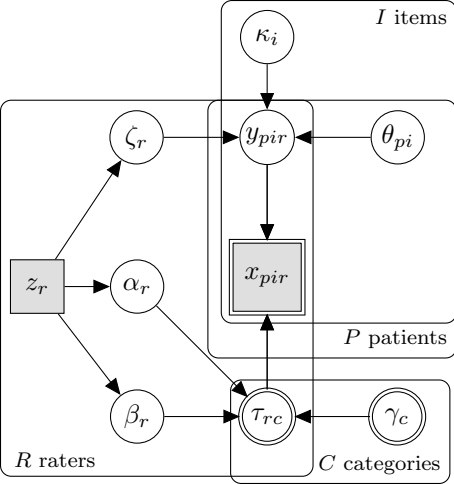 I items
κ_i
ζ_r
y_pir
θ_pi
z_r
α_r
x_pir
P patients
β_r
τ_rc
γ_c
R raters
C categories